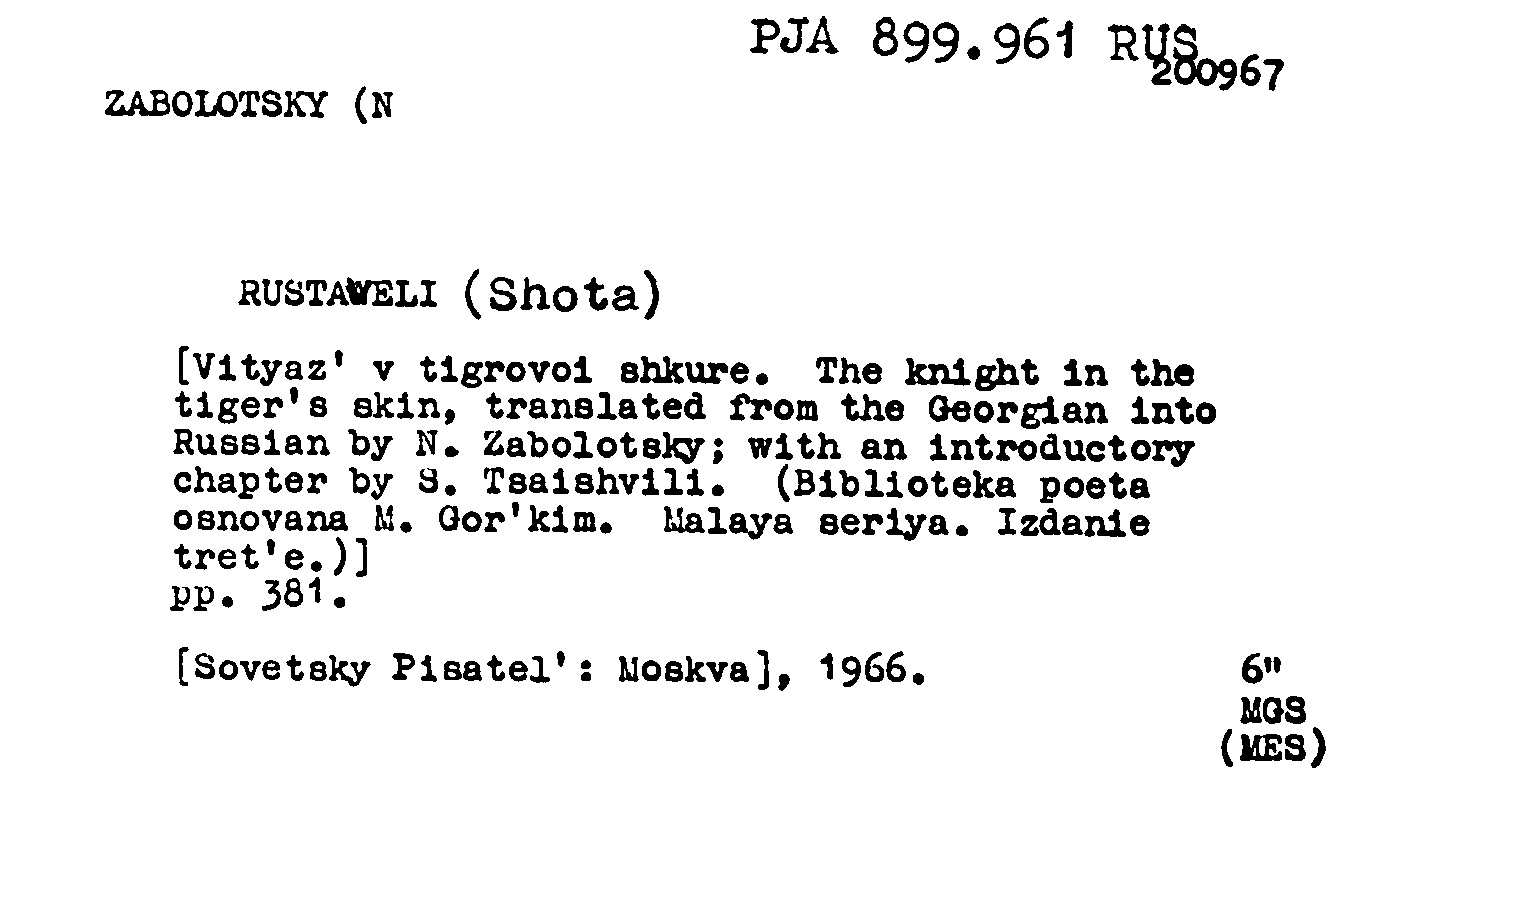 PJA 899.961 RUS
200967
ZABOLOTSKY (N
RUSTAWELI (Shota)
[Vityaz' v tigrovoi shkure. The knight in the
tiger's skin, translated from the Georgian into
Russian by N. Zabolotsky; with an introductory
chapter by S. Tsaishvili. (Biblioteka poeta
osnovana M. Gor'kim. Malaya seriya. Izdanie
tret'e.)]
pp. 381.
[Sovetsky Pisatel': Moskva], 1966. 6"
MGS
(MES)